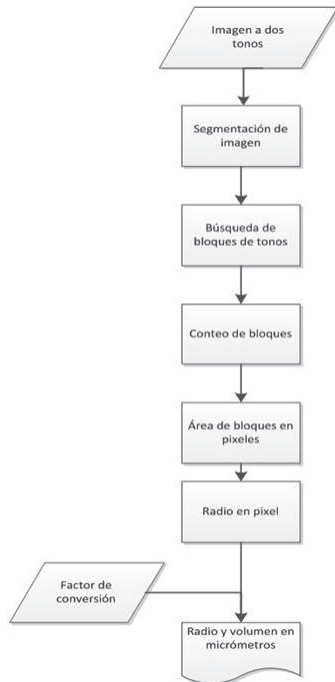 Imagen a dos
tonos
Segmentación de
imagen
Búsqueda de
bloques de tonos
Conteo de bloques
Área de bloques en
pixeles
Radio en pixel
Factor de
conversión
Radio y volumen en
micrómetros